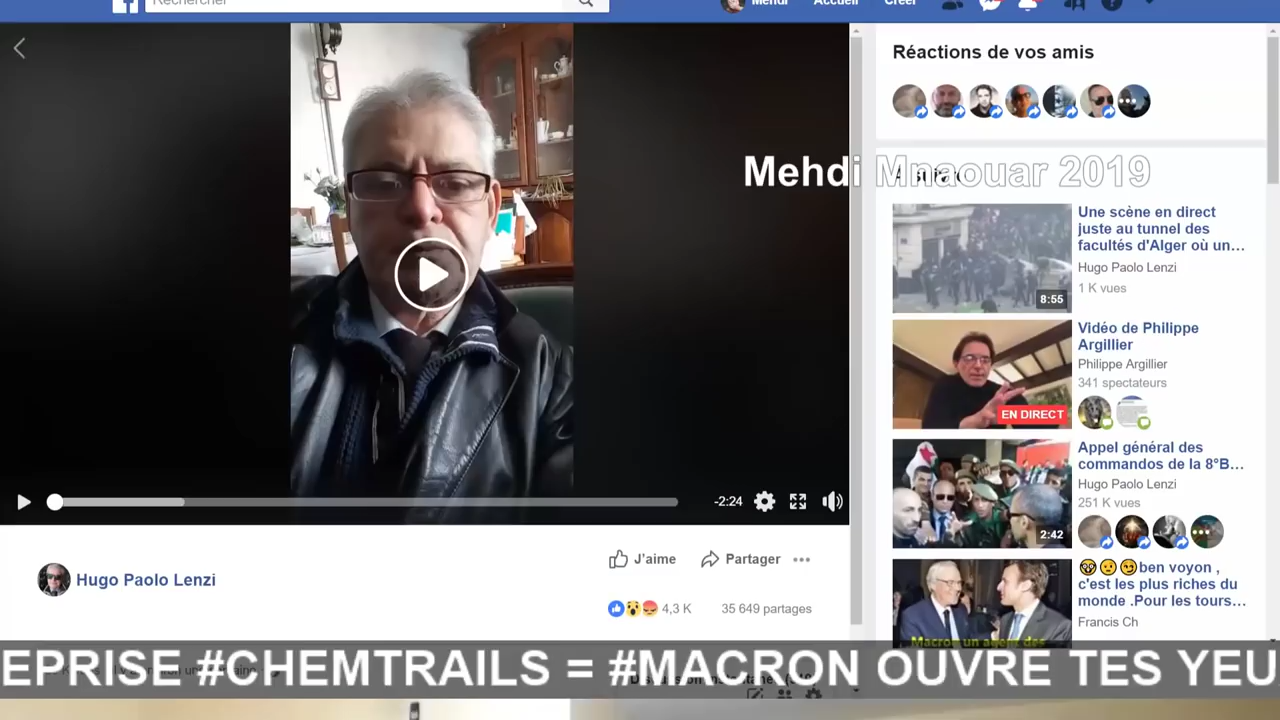 Rechercher
Mehdi
Accueil
Créer
Réactions de vos amis
Mehdi Mnaouar 2019
Une scène en direct
juste au tunnel des
facultés d'Alger où un…
Hugo Paolo Lenzi
1 K vues
8:55
Vidéo de Philippe
Argillier
Philippe Argillier
341 spectateurs
EN DIRECT
Appel général des
commandos de la 8°B…
Hugo Paolo Lenzi
251 K vues
2:42
ben voyon ,
c'est les plus riches du
monde .Pour les tours…
Francis Ch
Macron un agent des
-2:24
J'aime
Partager
Hugo Paolo Lenzi
4,3 K
35 649 partages
EPRISE #CHEMTRAILS = #MACRON OUVRE TES YEU